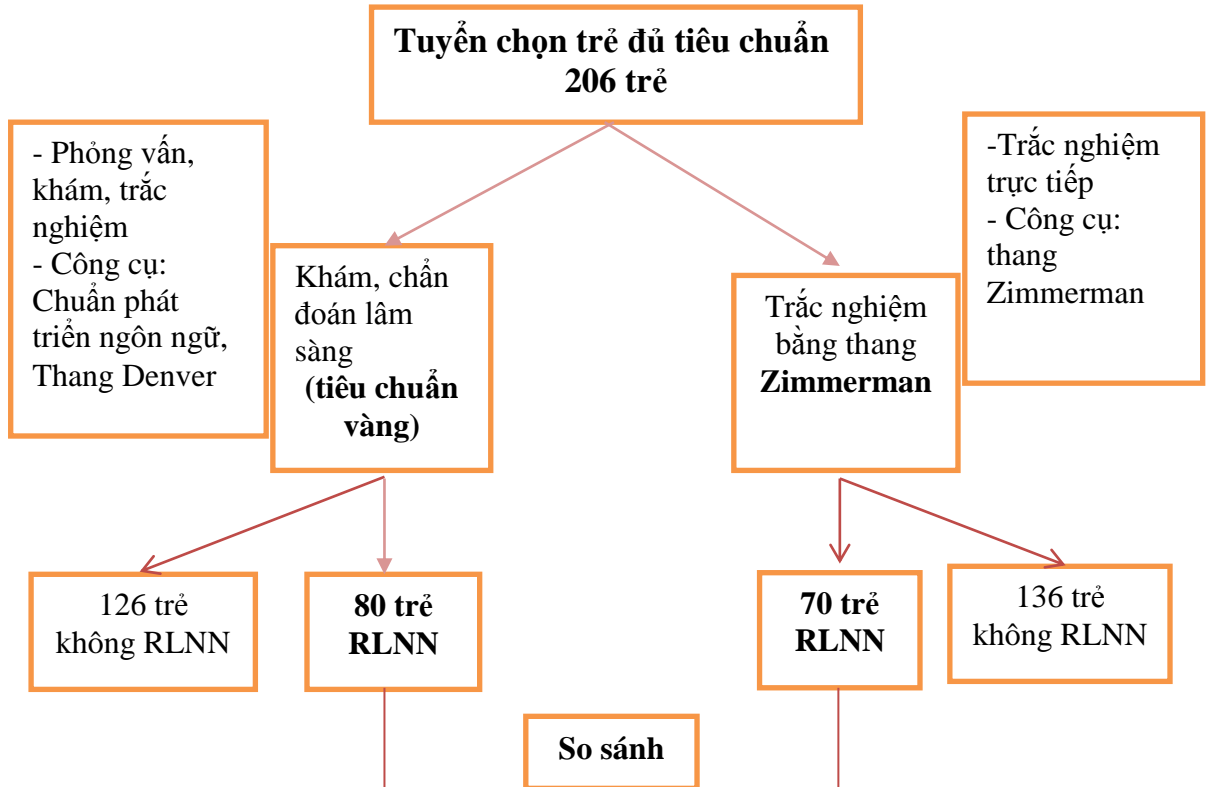 Tuyển chọn trẻ đủ tiêu chuẩn
206 trẻ
- Phỏng vấn,
khám, trắc
nghiệm
- Công cụ:
Chuẩn phát
triển ngôn ngữ,
Thang Denver
Khám, chẩn
đoán lâm
sàng
(tiêu chuẩn
vàng)
Trắc nghiệm
bằng thang
Zimmerman
-Trắc nghiệm
trực tiếp
- Công cụ:
thang
Zimmerman
126 trẻ
không RLNN
80 trẻ
RLNN
70 trẻ
RLNN
136 trẻ
không RLNN
So sánh